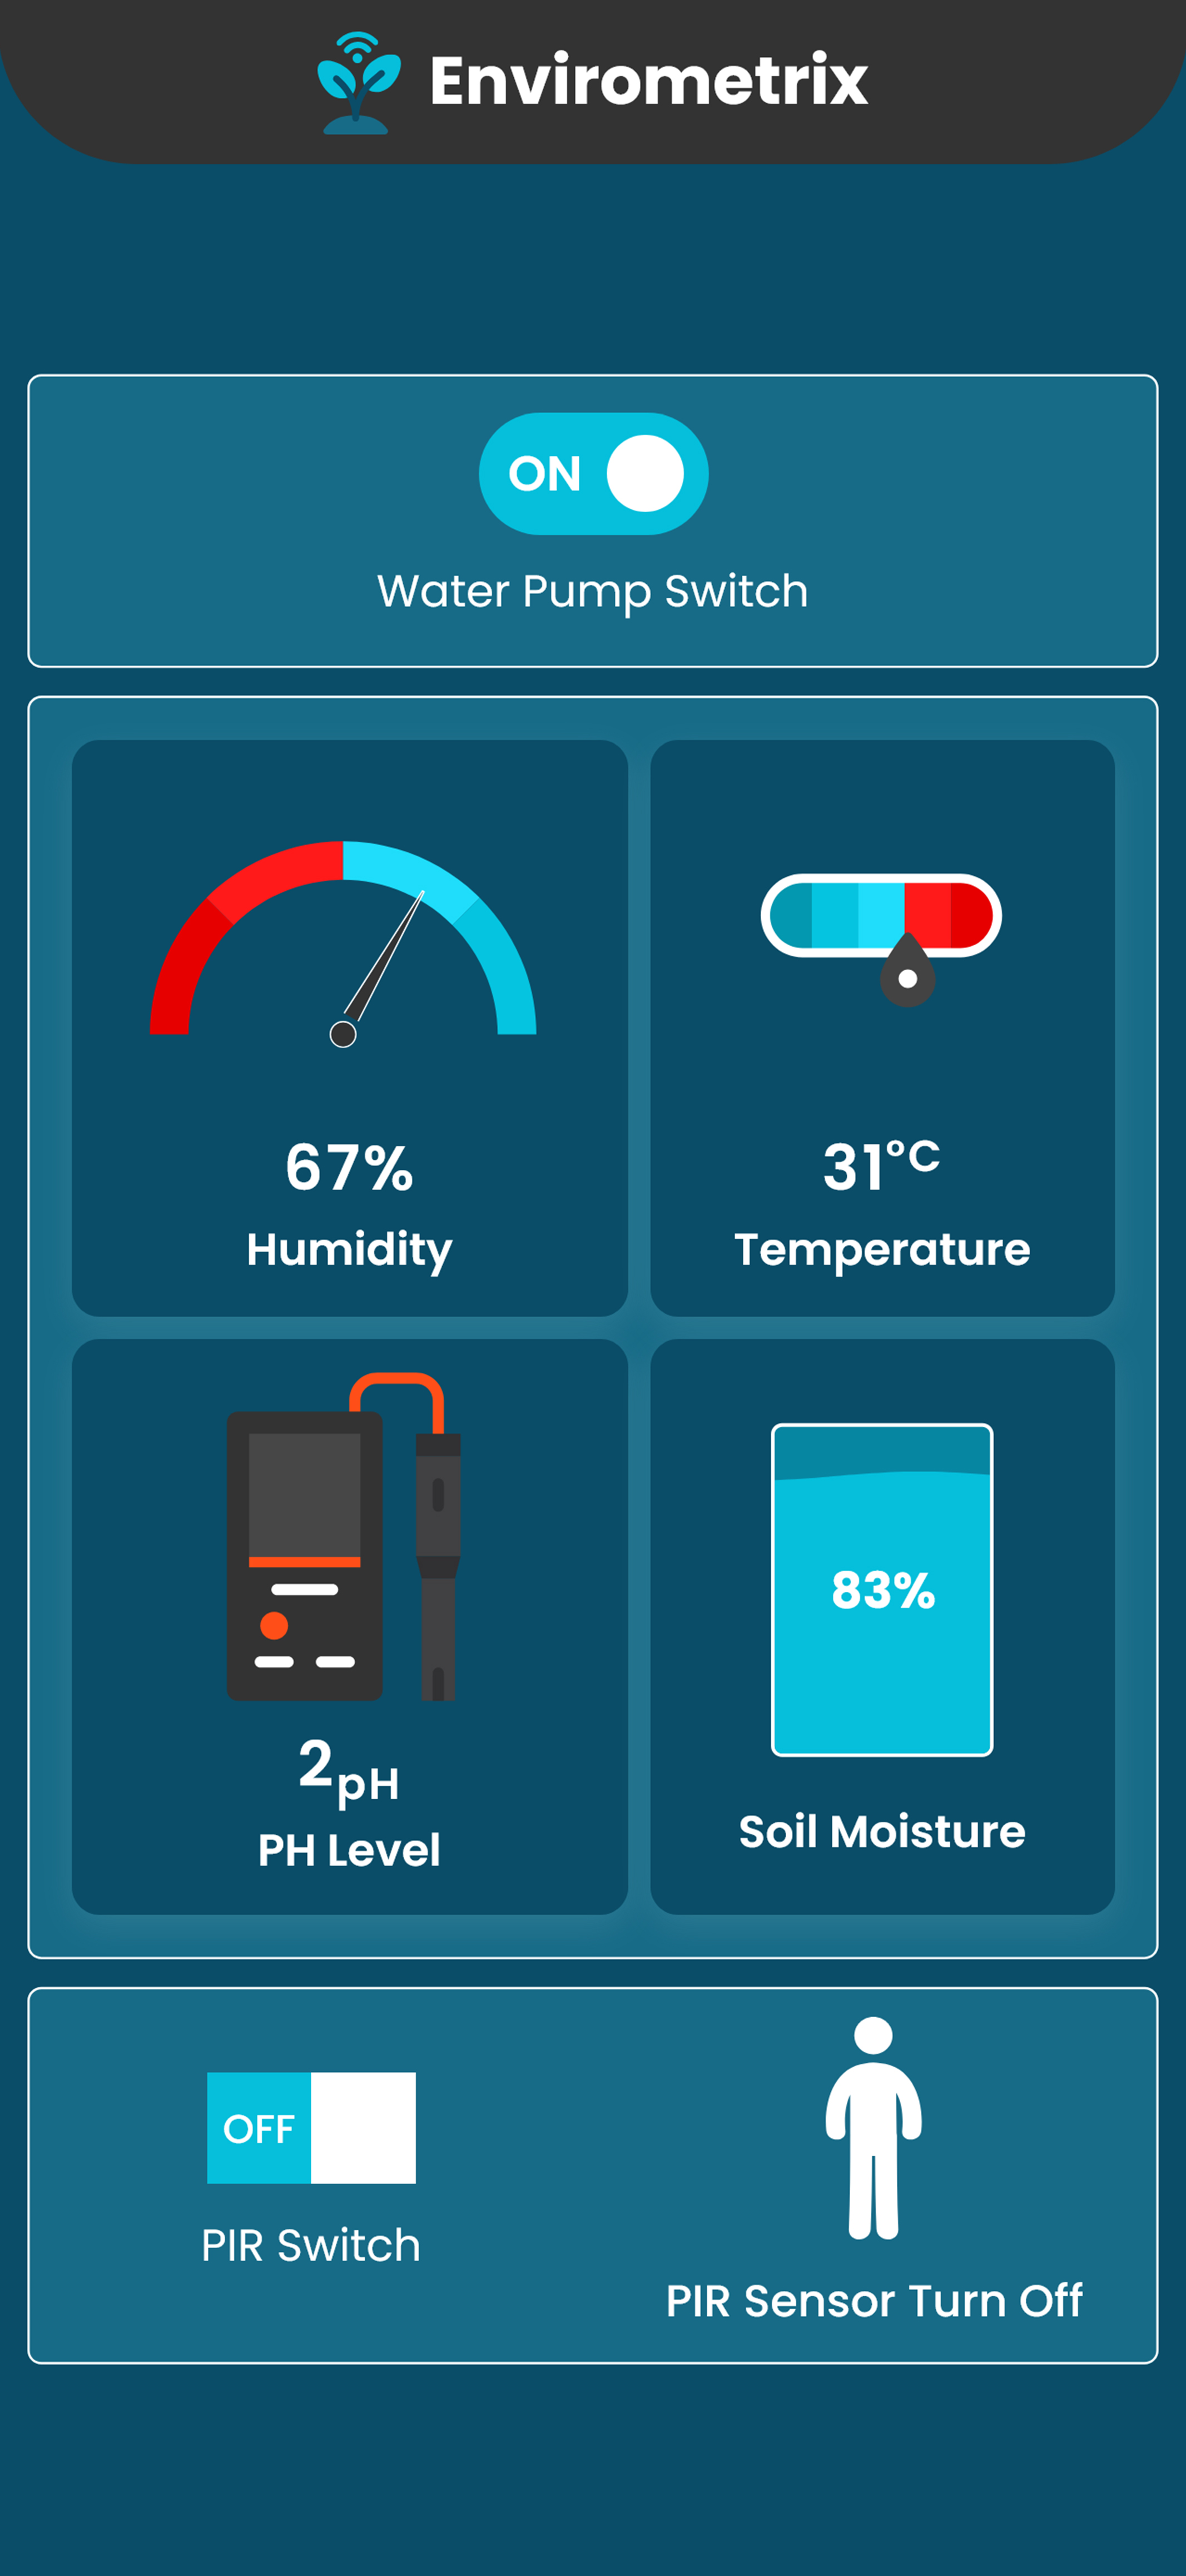 Envirometrix
ON
Water Pump Switch
67%
Humidity
31°C
Temperature
2pH
PH Level
83%
Soil Moisture
OFF
PIR Switch
PIR Sensor Turn Off